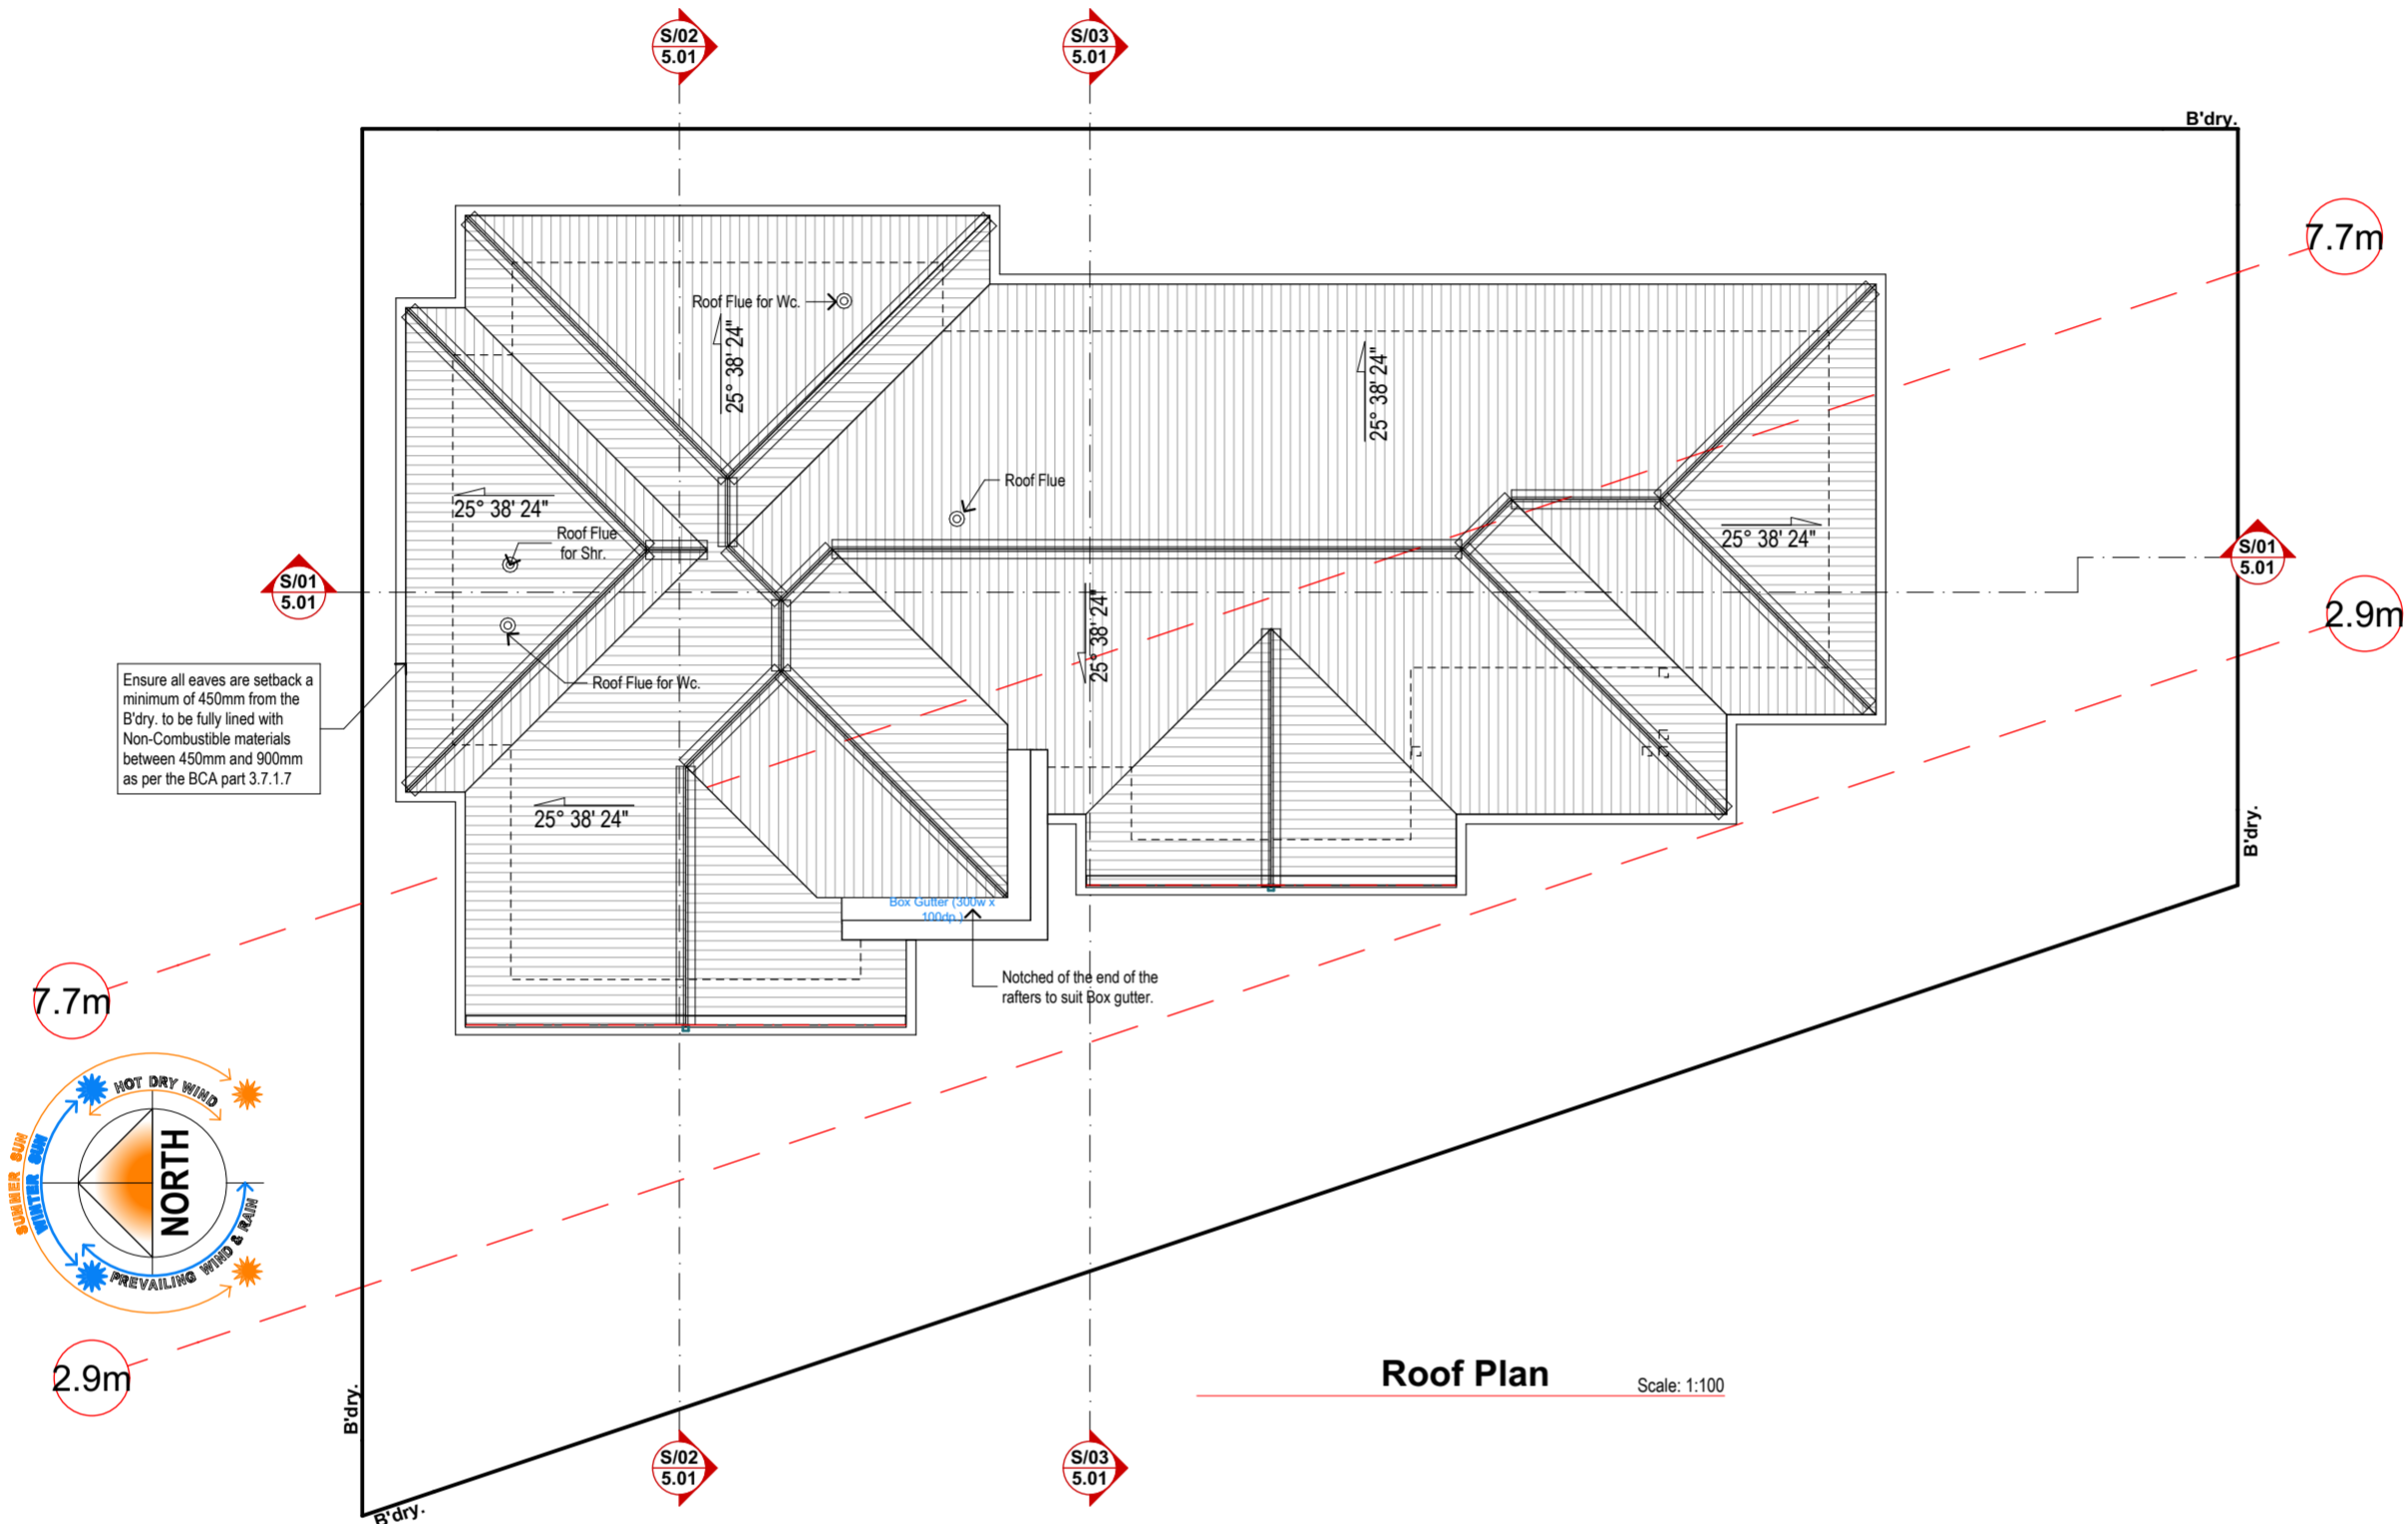 S/02
5.01
S/03
5.01
B'dry.
7.7m
Roof Flue for Wc.
25° 38' 24"
25° 38' 24"
Roof Flue
25° 38' 24"
Roof Flue
for Shr.
25° 38' 24"
S/01
5.01
S/01
5.01
25° 38' 24"
2.9m
Ensure all eaves are setback a
minimum of 450mm from the
B'dry. to be fully lined with
Non-Combustible materials
between 450mm and 900mm
as per the BCA part 3.7.1.7
Roof Flue for Wc.
25° 38' 24"
B'dry.
Box Gutter (300w x
100dp.)
Notched of the end of the
rafters to suit Box gutter.
7.7m
HOT DRY WIND
SUMMER SUN
WINTER SUN
NORTH
PREVAILING WIND & RAIN
2.9m
Roof Plan
Scale: 1:100
B'dry.
S/02
5.01
S/03
5.01
B'dry.